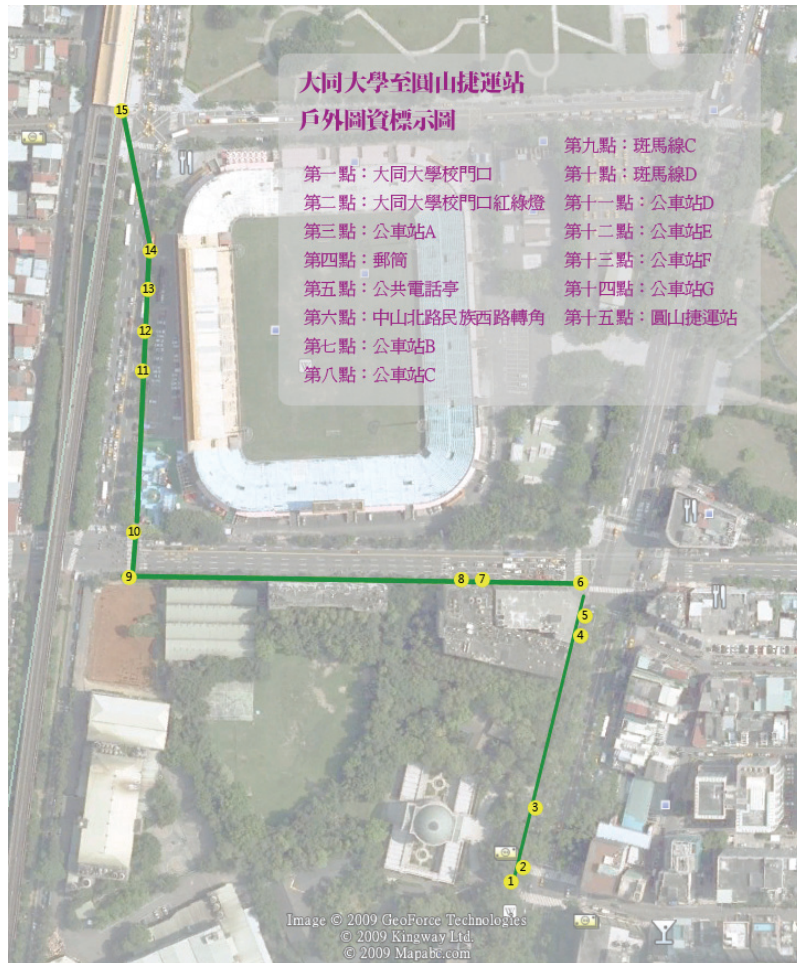 大同大學至圓山捷運站
戶外圖資標示圖
第一點：大同大學校門口
第二點：大同大學校門口紅綠燈
第三點：公車站A
第四點：郵筒
第五點：公共電話亭
第六點：中山北路民族西路轉角
第七點：公車站B
第八點：公車站C
第九點：斑馬線C
第十點：斑馬線D
第十一點：公車站D
第十二點：公車站E
第十三點：公車站F
第十四點：公車站G
第十五點：圓山捷運站
15
14
13
12
11
10
9
8
7
6
5
4
3
2
1
Image © 2009 GeoForce Technologies
© 2009 Kingway Ltd.
© 2009 Mapabc.com